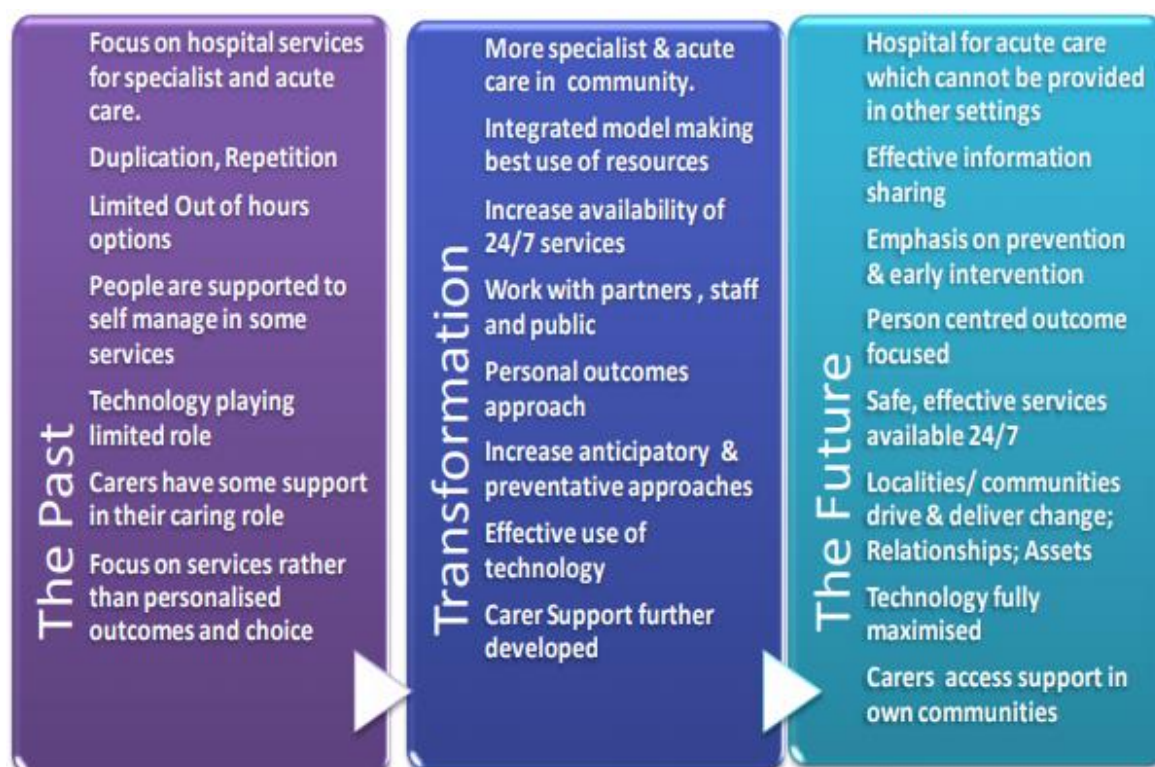 The Past
Focus on hospital services
for specialist and acute
care.
Duplication, Repetition
Limited Out of hours
options
People are supported to
self manage in some
services
Technology playing
limited role
Carers have some support
in their caring role
Focus on services rather
than personalised
outcomes and choice
Transformation
More specialist & acute
care in community.
Integrated model making
best use of resources
Increase availability of
24/7 services
Work with partners , staff
and public
Personal outcomes
approach
Increase anticipatory &
preventative approaches
Effective use of
technology
Carer Support further
developed
The Future
Hospital for acute care
which cannot be provided
in other settings
Effective information
sharing
Emphasis on prevention
& early intervention
Person centred outcome
focused
Safe, effective services
available 24/7
Localities/ communities
drive & deliver change;
Relationships; Assets
Technology fully
maximised
Carers access support in
own communities